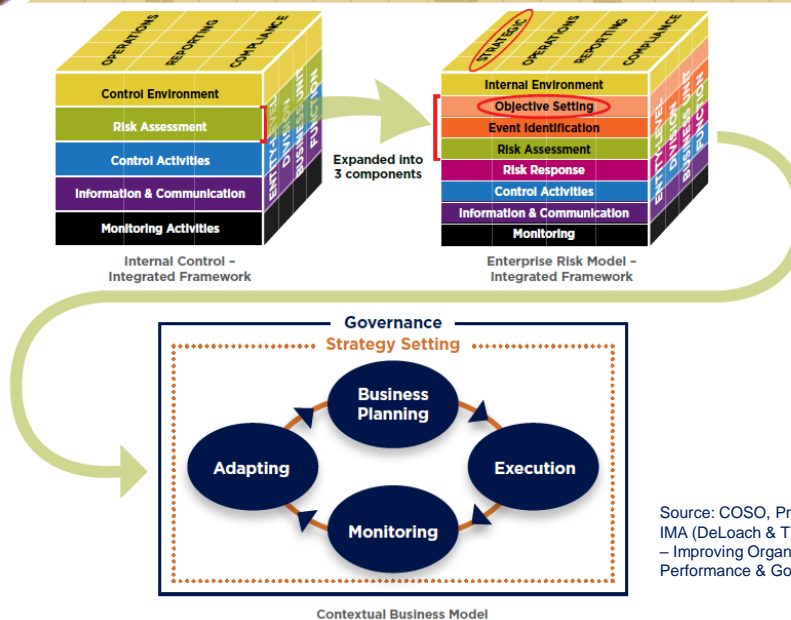 OPERATIONS
REPORTING
COMPLIANCE
Control Environment
Risk Assessment
Control Activities
Information & Communication
Monitoring Activities
ENTITY-LEVEL
DIVISION
BUSINESS UNIT
FUNCTION
Internal Control –
Integrated Framework
Expanded into
3 components
STRATEGIC
OPERATIONS
REPORTING
COMPLIANCE
Internal Environment
Objective Setting
Event Identification
Risk Assessment
Risk Response
Control Activities
Information & Communication
Monitoring
ENTITY-LEVEL
DIVISION
BUSINESS UNIT
FUNCTION
Enterprise Risk Model –
Integrated Framework
Governance
Strategy Setting
Business
Planning
Adapting
Execution
Monitoring
Contextual Business Model
Source: COSO, Pr
IMA (DeLoach & T
– Improving Organ
Performance & Go